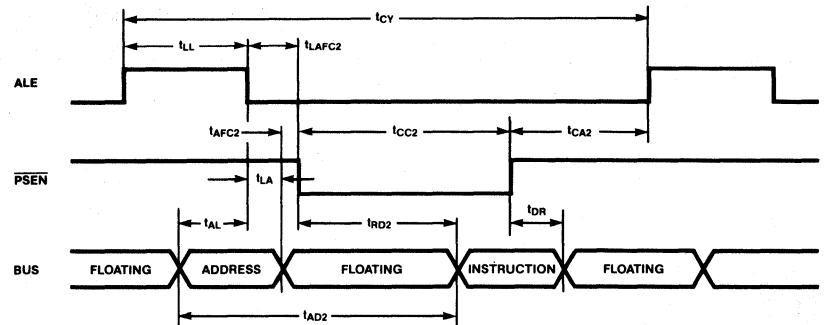 tCY
tLL
tLAFC2
ALE
tAFC2
tCC2
tCA2
PSEN
tLA
tAL
tRD2
tDR
BUS
FLOATING
ADDRESS
FLOATING
INSTRUCTION
FLOATING
tAD2